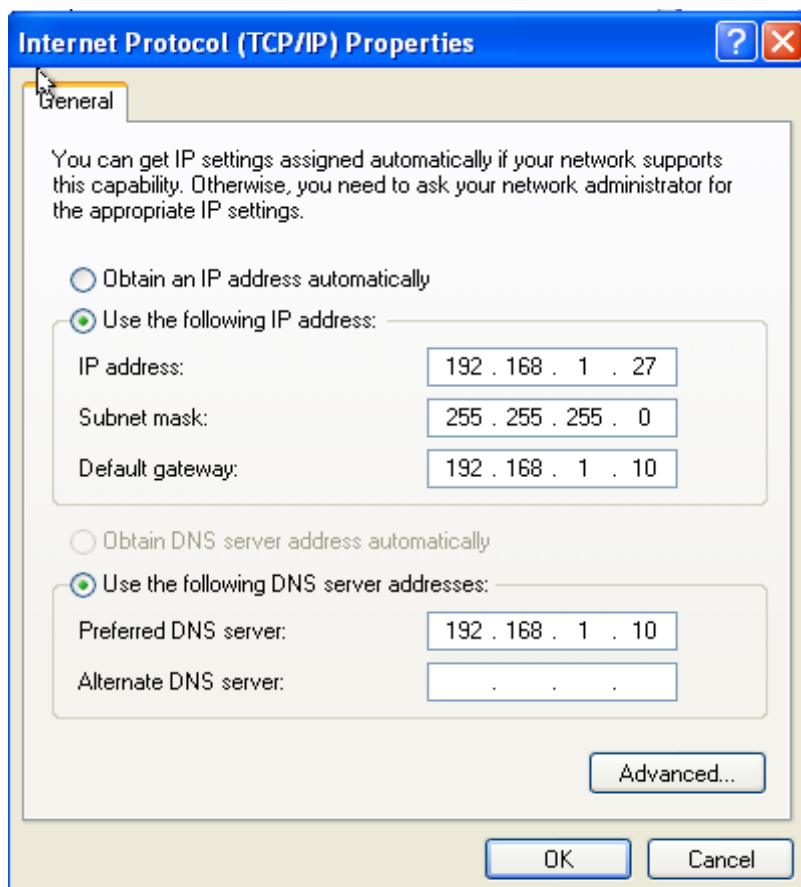 Internet Protocol (TCP/IP) Properties
?
General
You can get IP settings assigned automatically if your network supports
this capability. Otherwise, you need to ask your network administrator for
the appropriate IP settings.
Obtain an IP address automatically
Use the following IP address:
IP address: 192 . 168 . 1 . 27
Subnet mask: 255 . 255 . 255 . 0
Default gateway: 192 . 168 . 1 . 10
Obtain DNS server address automatically
Use the following DNS server addresses:
Preferred DNS server: 192 . 168 . 1 . 10
Alternate DNS server: . . .
Advanced...
OK Cancel